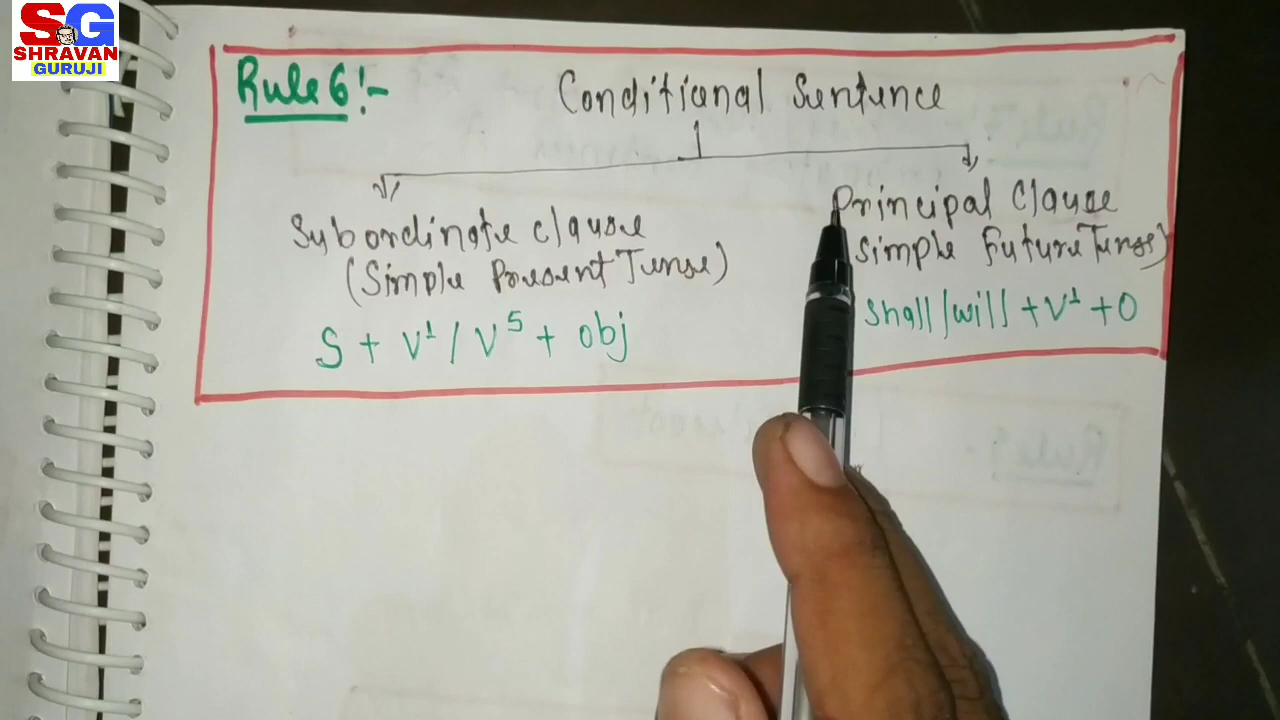 SG
SHRAVAN
GURUJI
Rule 6!-
Conditional Sentence
Subordinate Clause
(Simple Present Tense)
S + V¹ / V⁵ + obj
Principal Clause
(Simple Future Tense)
Shall/will + V¹ + O